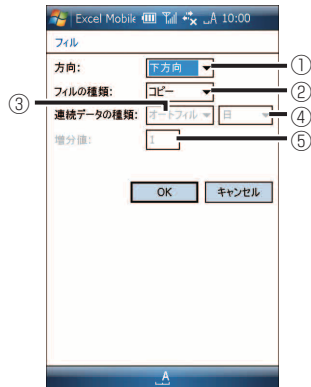 Excel Mobile A 10:00
フィル
方向: 下方向 ①
フィルの種類: コピー ②
③
連続データの種類: オートフィル 日 ④
増分値: 1 ⑤
OK キャンセル
A